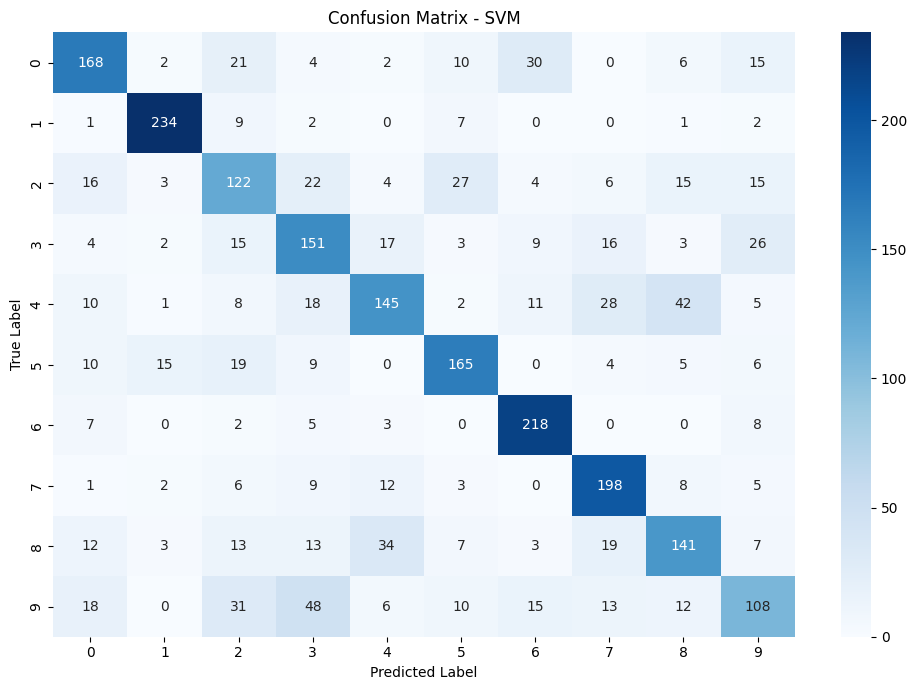 Confusion Matrix - SVM
0 168 2 21 4 2 10 30 0 6 15
1 1 234 9 2 0 7 0 0 1 2
2 16 3 122 22 4 27 4 6 15 15
3 4 2 15 151 17 3 9 16 3 26
4 10 1 8 18 145 2 11 28 42 5
5 10 15 19 9 0 165 0 4 5 6
6 7 0 2 5 3 0 218 0 0 8
7 1 2 6 9 12 3 0 198 8 5
8 12 3 13 13 34 7 3 19 141 7
9 18 0 31 48 6 10 15 13 12 108
0 1 2 3 4 5 6 7 8 9
Predicted Label
True Label
200
150
100
50
0